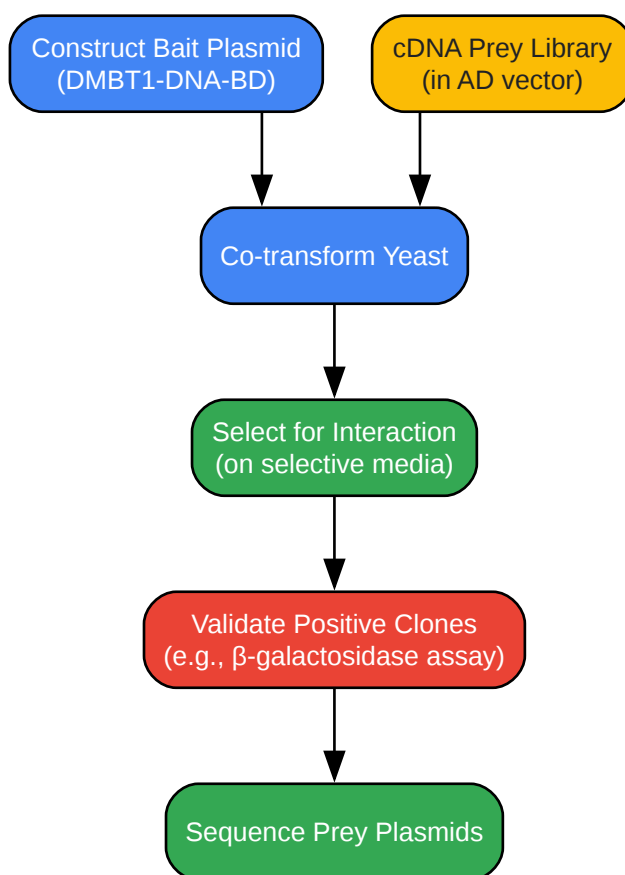 Construct Bait Plasmid
(DMBT1-DNA-BD)
cDNA Prey Library
(in AD vector)
Co-transform Yeast
Select for Interaction
(on selective media)
Validate Positive Clones
(e.g., β-galactosidase assay)
Sequence Prey Plasmids